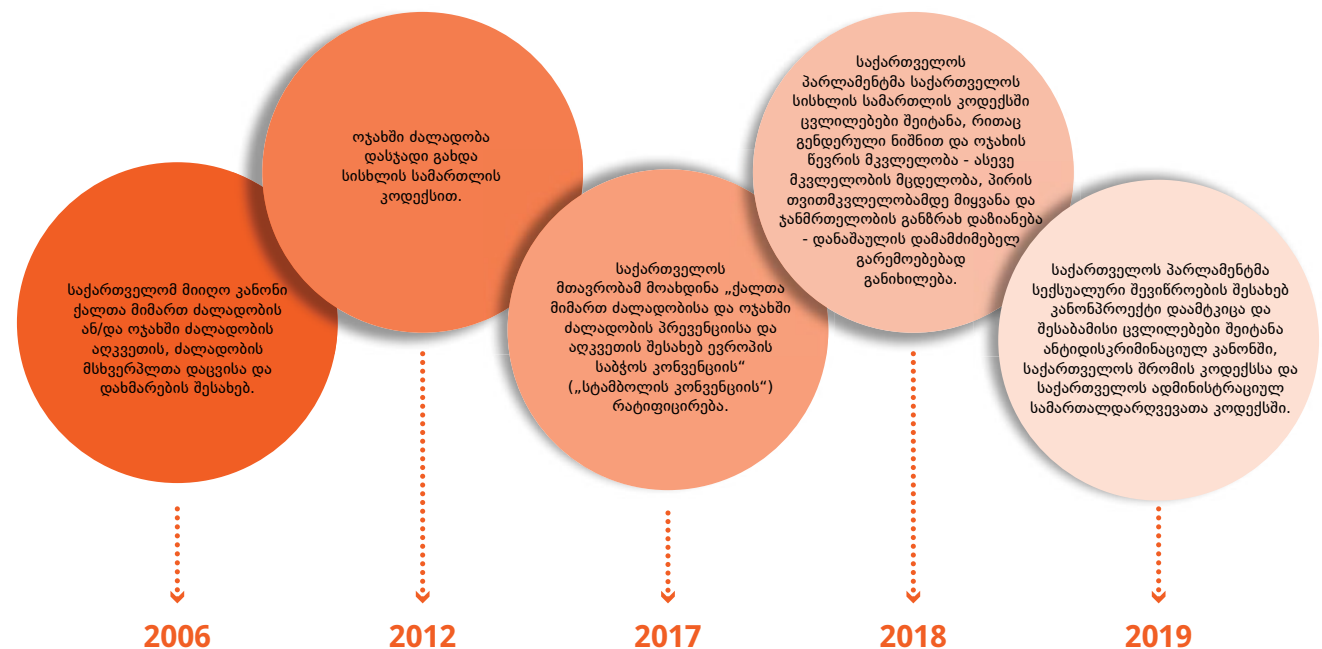 საქართველომ მიიღო კანონი
ქალთა მიმართ ძალადობის
ან/და ოჯახში ძალადობის
აღკვეთის, ძალადობის
მსხვერპლთა დაცვისა და
დახმარების შესახებ.
2006
ოჯახში ძალადობა
დასჯადი გახდა
სისხლის სამართლის
კოდექსით.
2012
საქართველოს
მთავრობამ მოახდინა „ქალთა
მიმართ ძალადობისა და ოჯახში
ძალადობის პრევენციისა და
აღკვეთის შესახებ ევროპის
საბჭოს კონვენციის“
(„სტამბოლის კონვენციის“)
რატიფიცირება.
2017
საქართველოს
პარლამენტმა საქართველოს
სისხლის სამართლის კოდექსში
ცვლილებები შეიტანა, რითაც
გენდერული ნიშნით და ოჯახის
წევრის მკვლელობა - ასევე
მკვლელობის მცდელობა, პირის
თვითმკვლელობამდე მიყვანა და
ჯანმრთელობის განზრახ დაზიანება
- დანაშაულის დამამძიმებელ
გარემოებებად
განიხილება.
2018
საქართველოს პარლამენტმა
სექსუალური შევიწროების შესახებ
კანონპროექტი დაამტკიცა და
შესაბამისი ცვლილებები შეიტანა
ანტიდისკრიმინაციულ კანონში,
საქართველოს შრომის კოდექსსა და
საქართველოს ადმინისტრაციულ
სამართალდარღვევათა კოდექსში.
2019